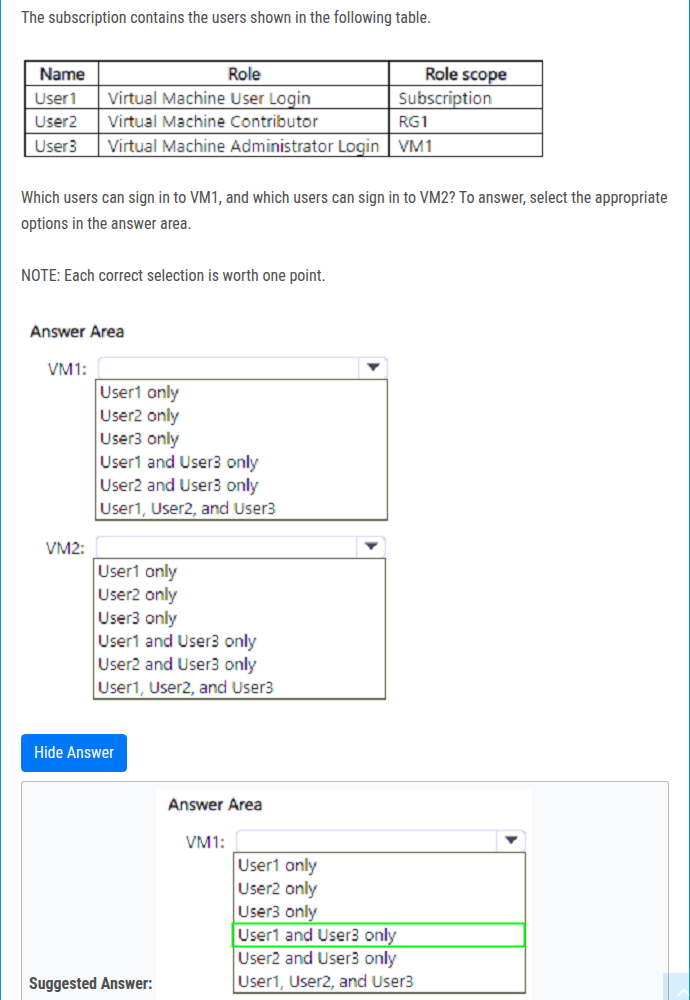 The subscription contains the users shown in the following table.
Name Role Role scope
User1 Virtual Machine User Login Subscription
User2 Virtual Machine Contributor RG1
User3 Virtual Machine Administrator Login VM1
Which users can sign in to VM1, and which users can sign in to VM2? To answer, select the appropriate
options in the answer area.
NOTE: Each correct selection is worth one point.
Answer Area
VM1:
User1 only
User2 only
User3 only
User1 and User3 only
User2 and User3 only
User1, User2, and User3
VM2:
User1 only
User2 only
User3 only
User1 and User3 only
User2 and User3 only
User1, User2, and User3
Hide Answer
Answer Area
VM1:
User1 only
User2 only
User3 only
User1 and User3 only
User2 and User3 only
Suggested Answer: User1, User2, and User3